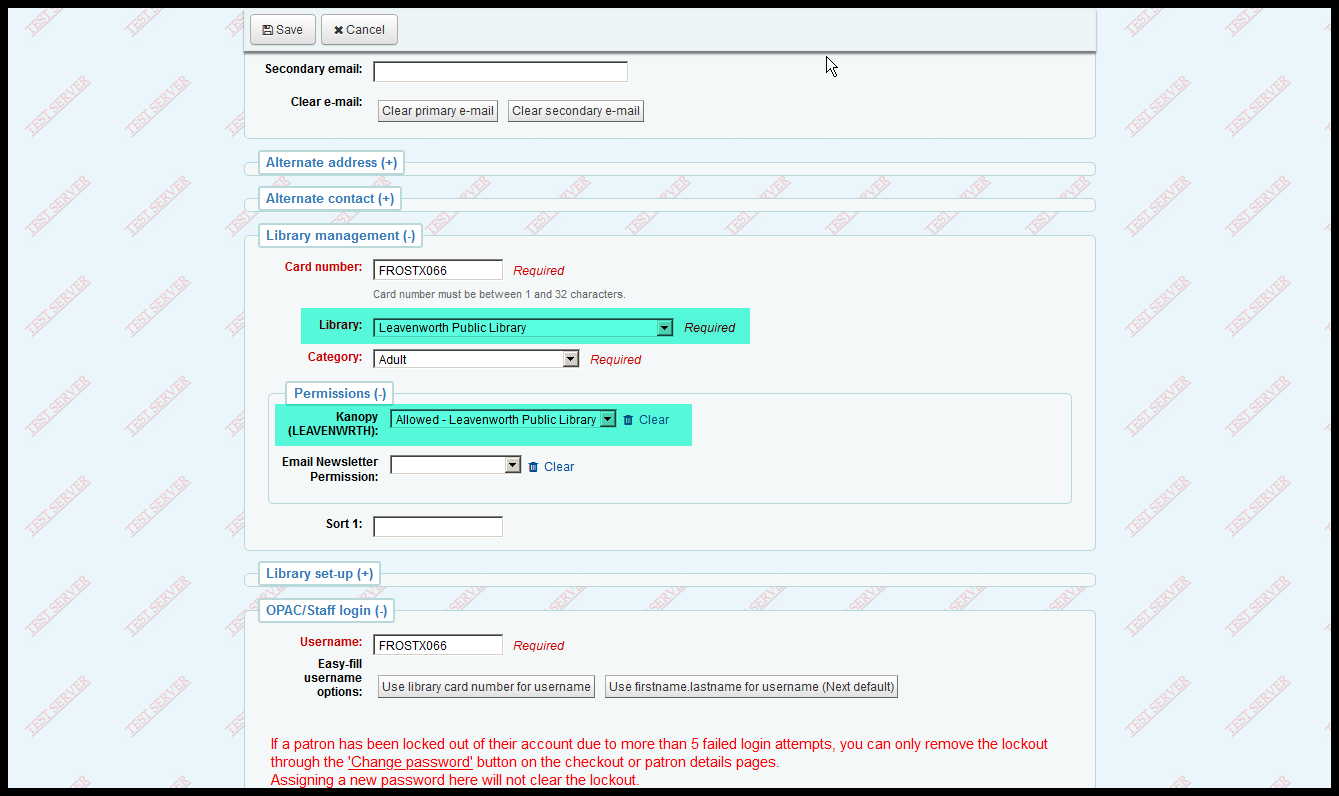 Save Cancel
Secondary email:
Clear e-mail: Clear primary e-mail Clear secondary e-mail
Alternate address (+)
Alternate contact (+)
Library management (-)
Card number: FROSTX066 Required
Card number must be between 1 and 32 characters.
Library: Leavenworth Public Library Required
Category: Adult Required
Permissions (-)
Kanopy
(LEAVENWRTH): Allowed - Leavenworth Public Library Clear
Email Newsletter
Permission: Clear
Sort 1:
Library set-up (+)
OPAC/Staff login (-)
Username: FROSTX066 Required
Easy-fill
username
options: Use library card number for username Use firstname.lastname for username (Next default)
If a patron has been locked out of their account due to more than 5 failed login attempts, you can only remove the lockout
through the 'Change password' button on the checkout or patron details pages.
Assigning a new password here will not clear the lockout.
TEST SERVER